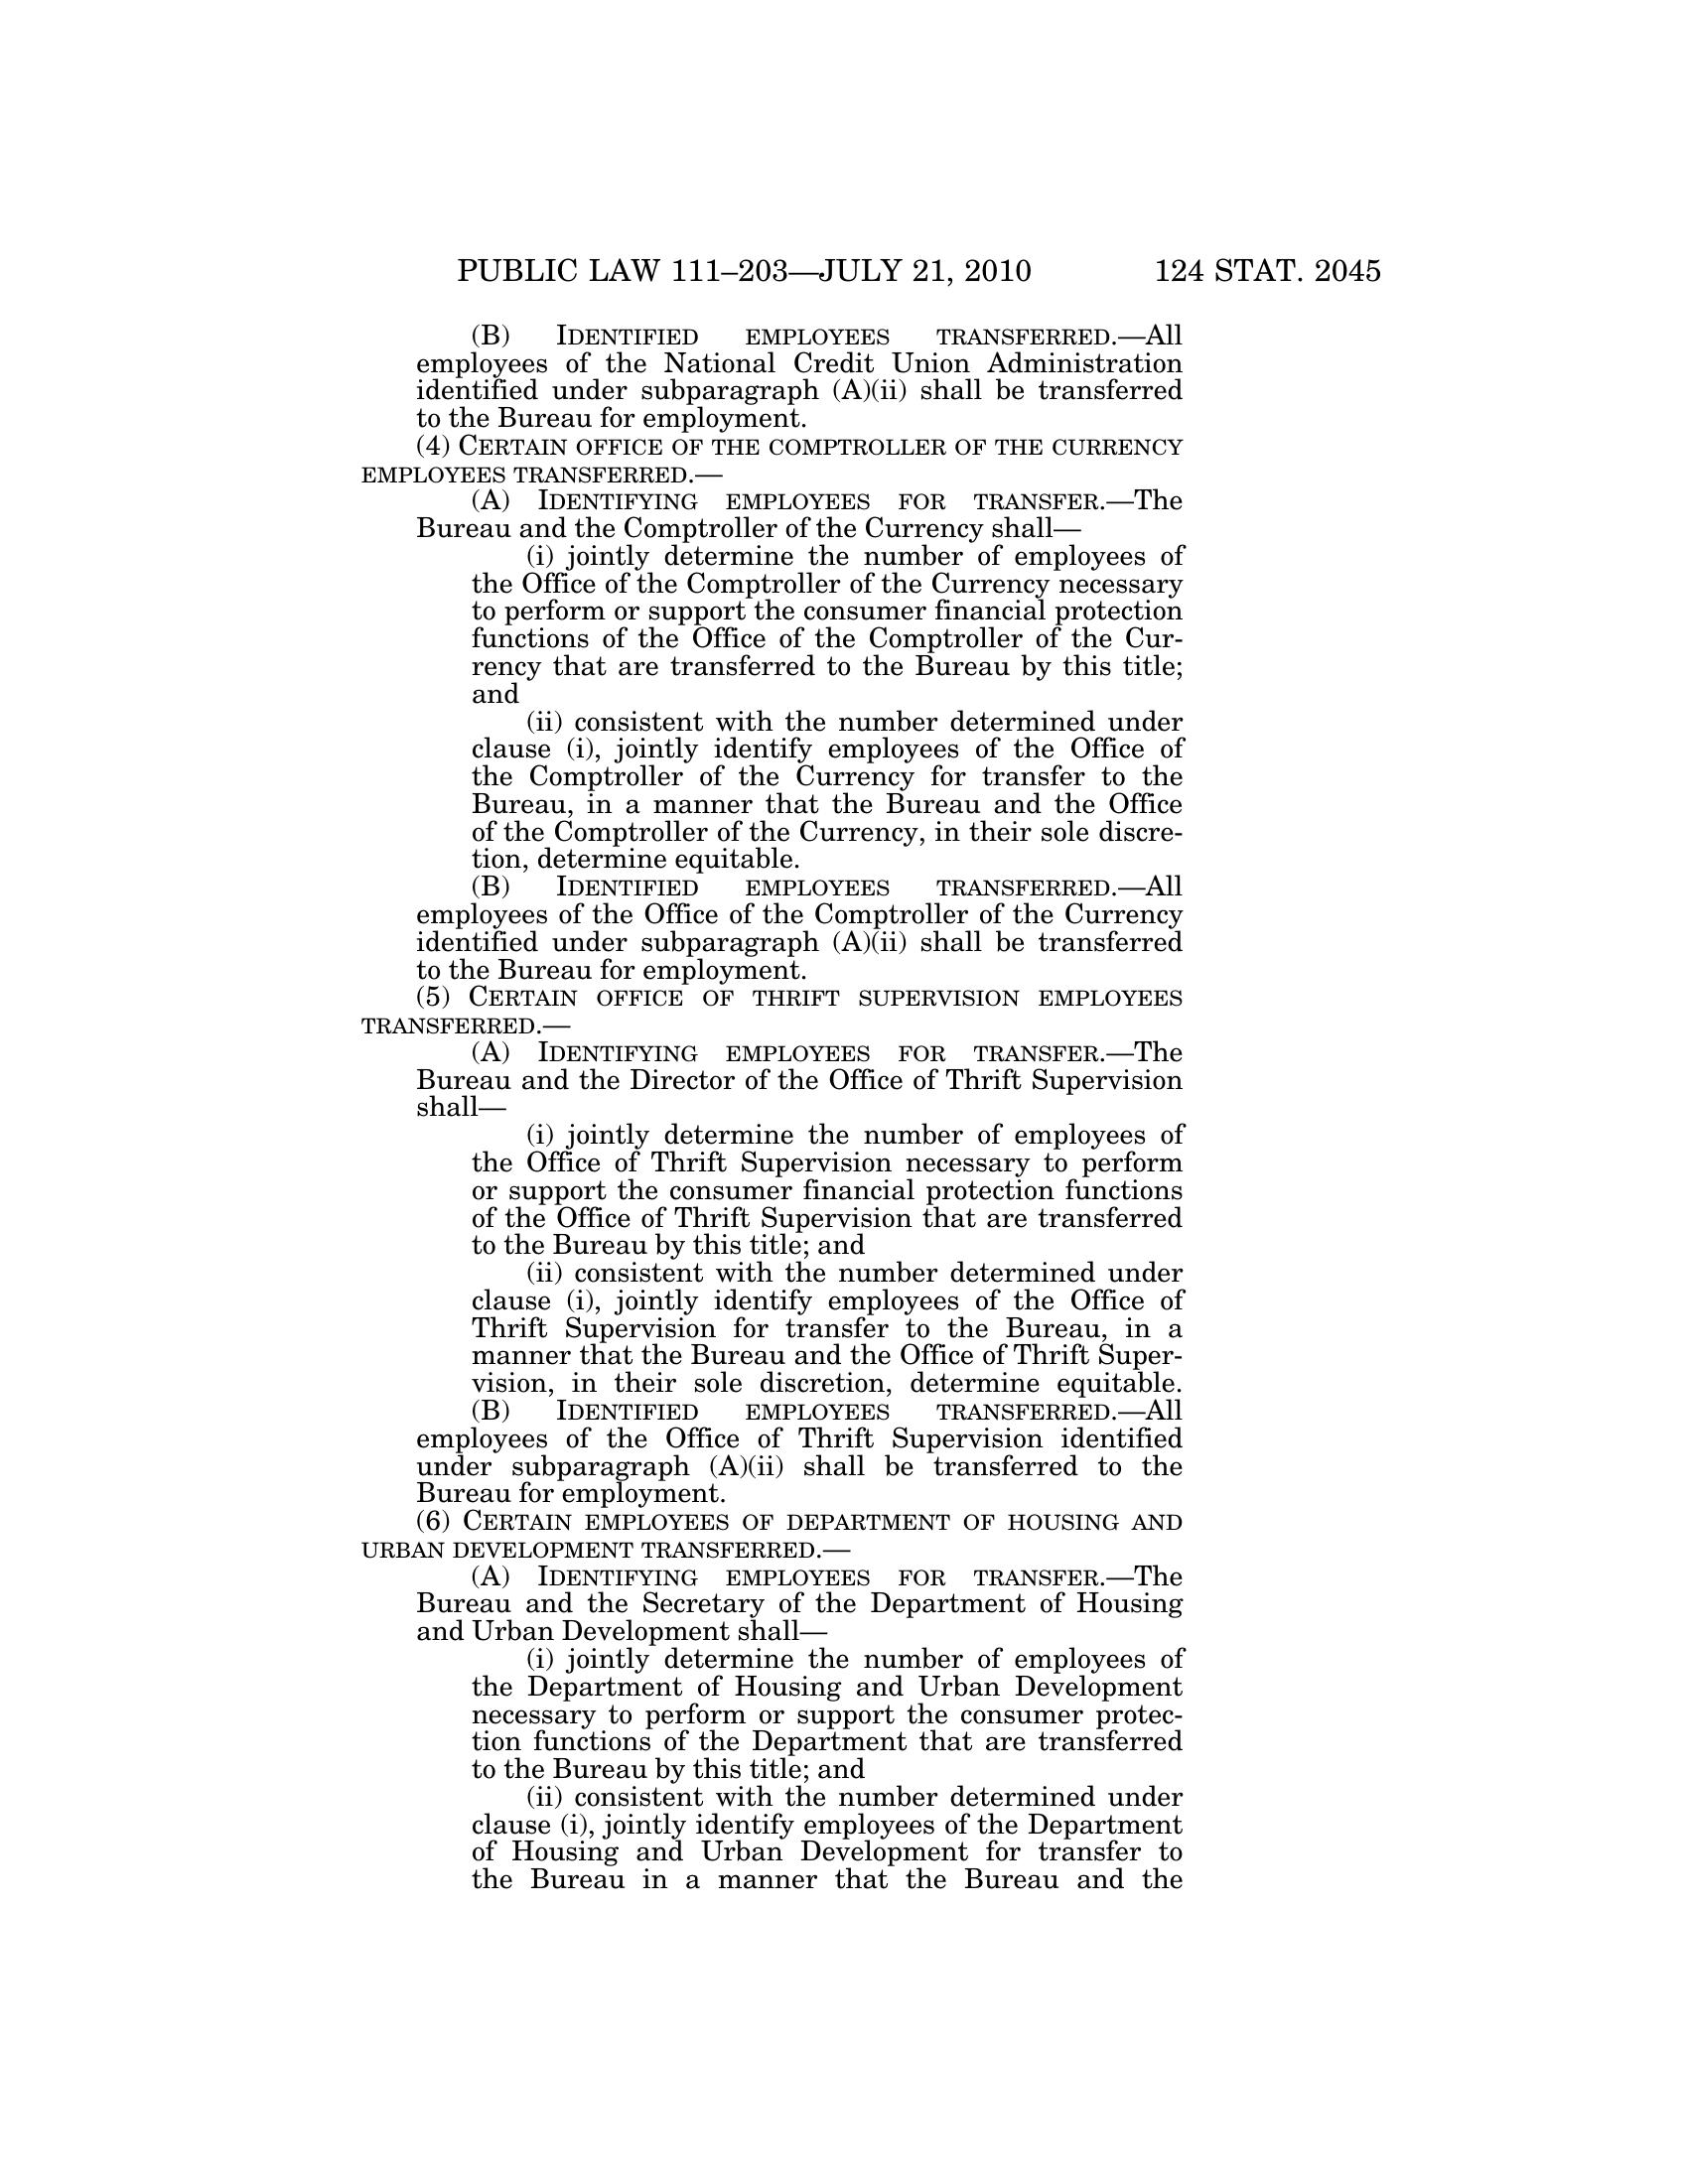 PUBLIC LAW 111–203—JULY 21, 2010 124 STAT. 2045
(B) IDENTIFIED EMPLOYEES TRANSFERRED.—All
employees of the National Credit Union Administration
identified under subparagraph (A)(ii) shall be transferred
to the Bureau for employment.
(4) CERTAIN OFFICE OF THE COMPTROLLER OF THE CURRENCY
EMPLOYEES TRANSFERRED.—
(A) IDENTIFYING EMPLOYEES FOR TRANSFER.—The
Bureau and the Comptroller of the Currency shall—
(i) jointly determine the number of employees of
the Office of the Comptroller of the Currency necessary
to perform or support the consumer financial protection
functions of the Office of the Comptroller of the Cur-
rency that are transferred to the Bureau by this title;
and
(ii) consistent with the number determined under
clause (i), jointly identify employees of the Office of
the Comptroller of the Currency for transfer to the
Bureau, in a manner that the Bureau and the Office
of the Comptroller of the Currency, in their sole discre-
tion, determine equitable.
(B) IDENTIFIED EMPLOYEES TRANSFERRED.—All
employees of the Office of the Comptroller of the Currency
identified under subparagraph (A)(ii) shall be transferred
to the Bureau for employment.
(5) CERTAIN OFFICE OF THRIFT SUPERVISION EMPLOYEES
TRANSFERRED.—
(A) IDENTIFYING EMPLOYEES FOR TRANSFER.—The
Bureau and the Director of the Office of Thrift Supervision
shall—
(i) jointly determine the number of employees of
the Office of Thrift Supervision necessary to perform
or support the consumer financial protection functions
of the Office of Thrift Supervision that are transferred
to the Bureau by this title; and
(ii) consistent with the number determined under
clause (i), jointly identify employees of the Office of
Thrift Supervision for transfer to the Bureau, in a
manner that the Bureau and the Office of Thrift Super-
vision, in their sole discretion, determine equitable.
(B) IDENTIFIED EMPLOYEES TRANSFERRED.—All
employees of the Office of Thrift Supervision identified
under subparagraph (A)(ii) shall be transferred to the
Bureau for employment.
(6) CERTAIN EMPLOYEES OF DEPARTMENT OF HOUSING AND
URBAN DEVELOPMENT TRANSFERRED.—
(A) IDENTIFYING EMPLOYEES FOR TRANSFER.—The
Bureau and the Secretary of the Department of Housing
and Urban Development shall—
(i) jointly determine the number of employees of
the Department of Housing and Urban Development
necessary to perform or support the consumer protec-
tion functions of the Department that are transferred
to the Bureau by this title; and
(ii) consistent with the number determined under
clause (i), jointly identify employees of the Department
of Housing and Urban Development for transfer to
the Bureau in a manner that the Bureau and the